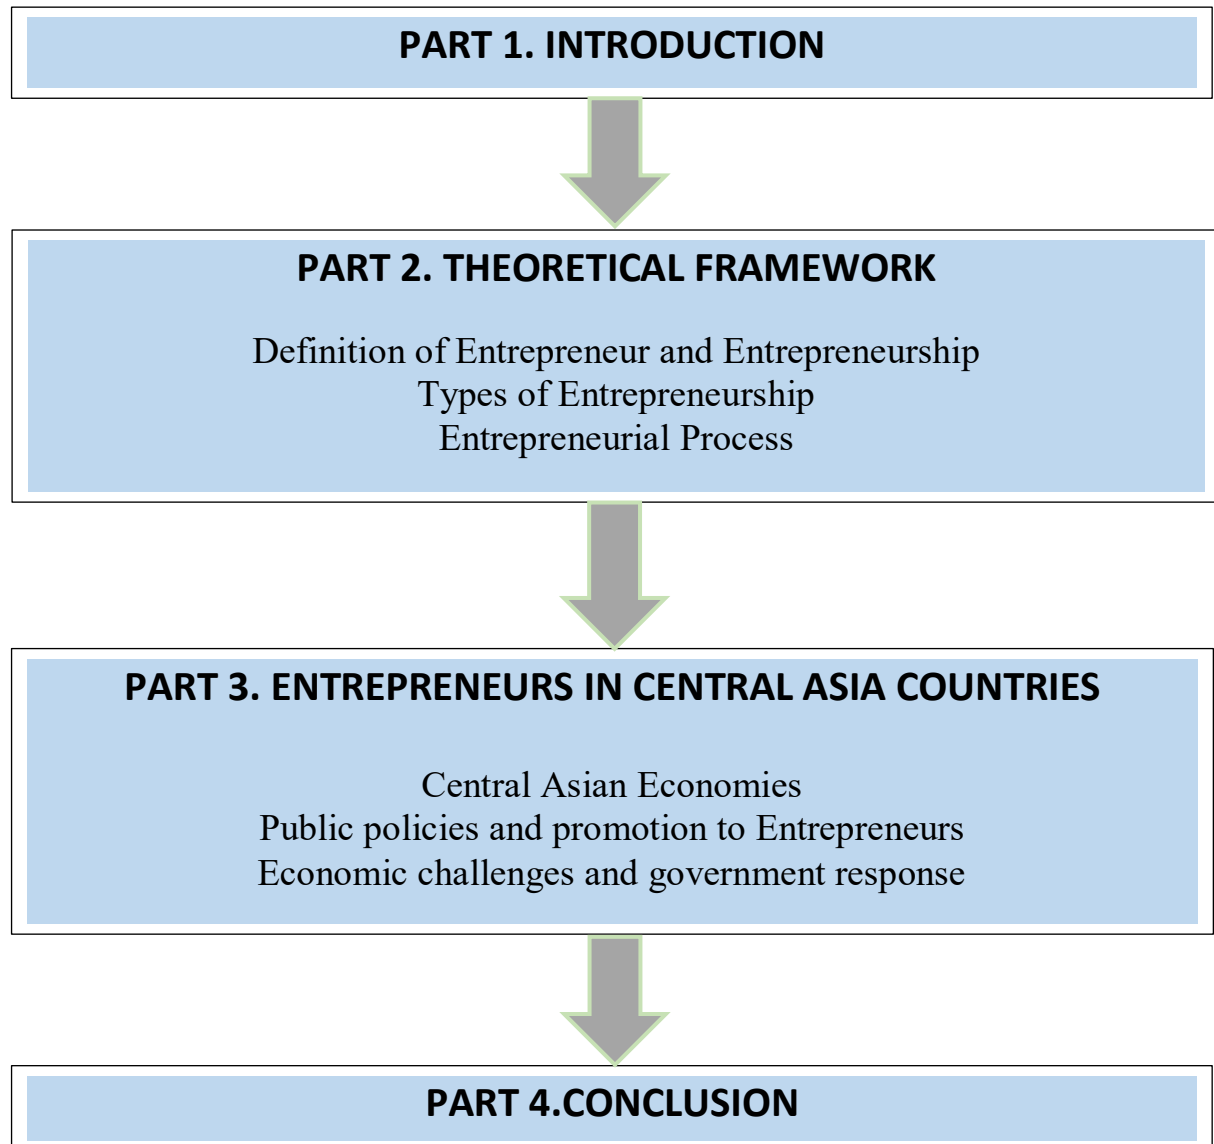 PART 1. INTRODUCTION
PART 2. THEORETICAL FRAMEWORK
Definition of Entrepreneur and Entrepreneurship
Types of Entrepreneurship
Entrepreneurial Process
PART 3. ENTREPRENEURS IN CENTRAL ASIA COUNTRIES
Central Asian Economies
Public policies and promotion to Entrepreneurs
Economic challenges and government response
PART 4.CONCLUSION